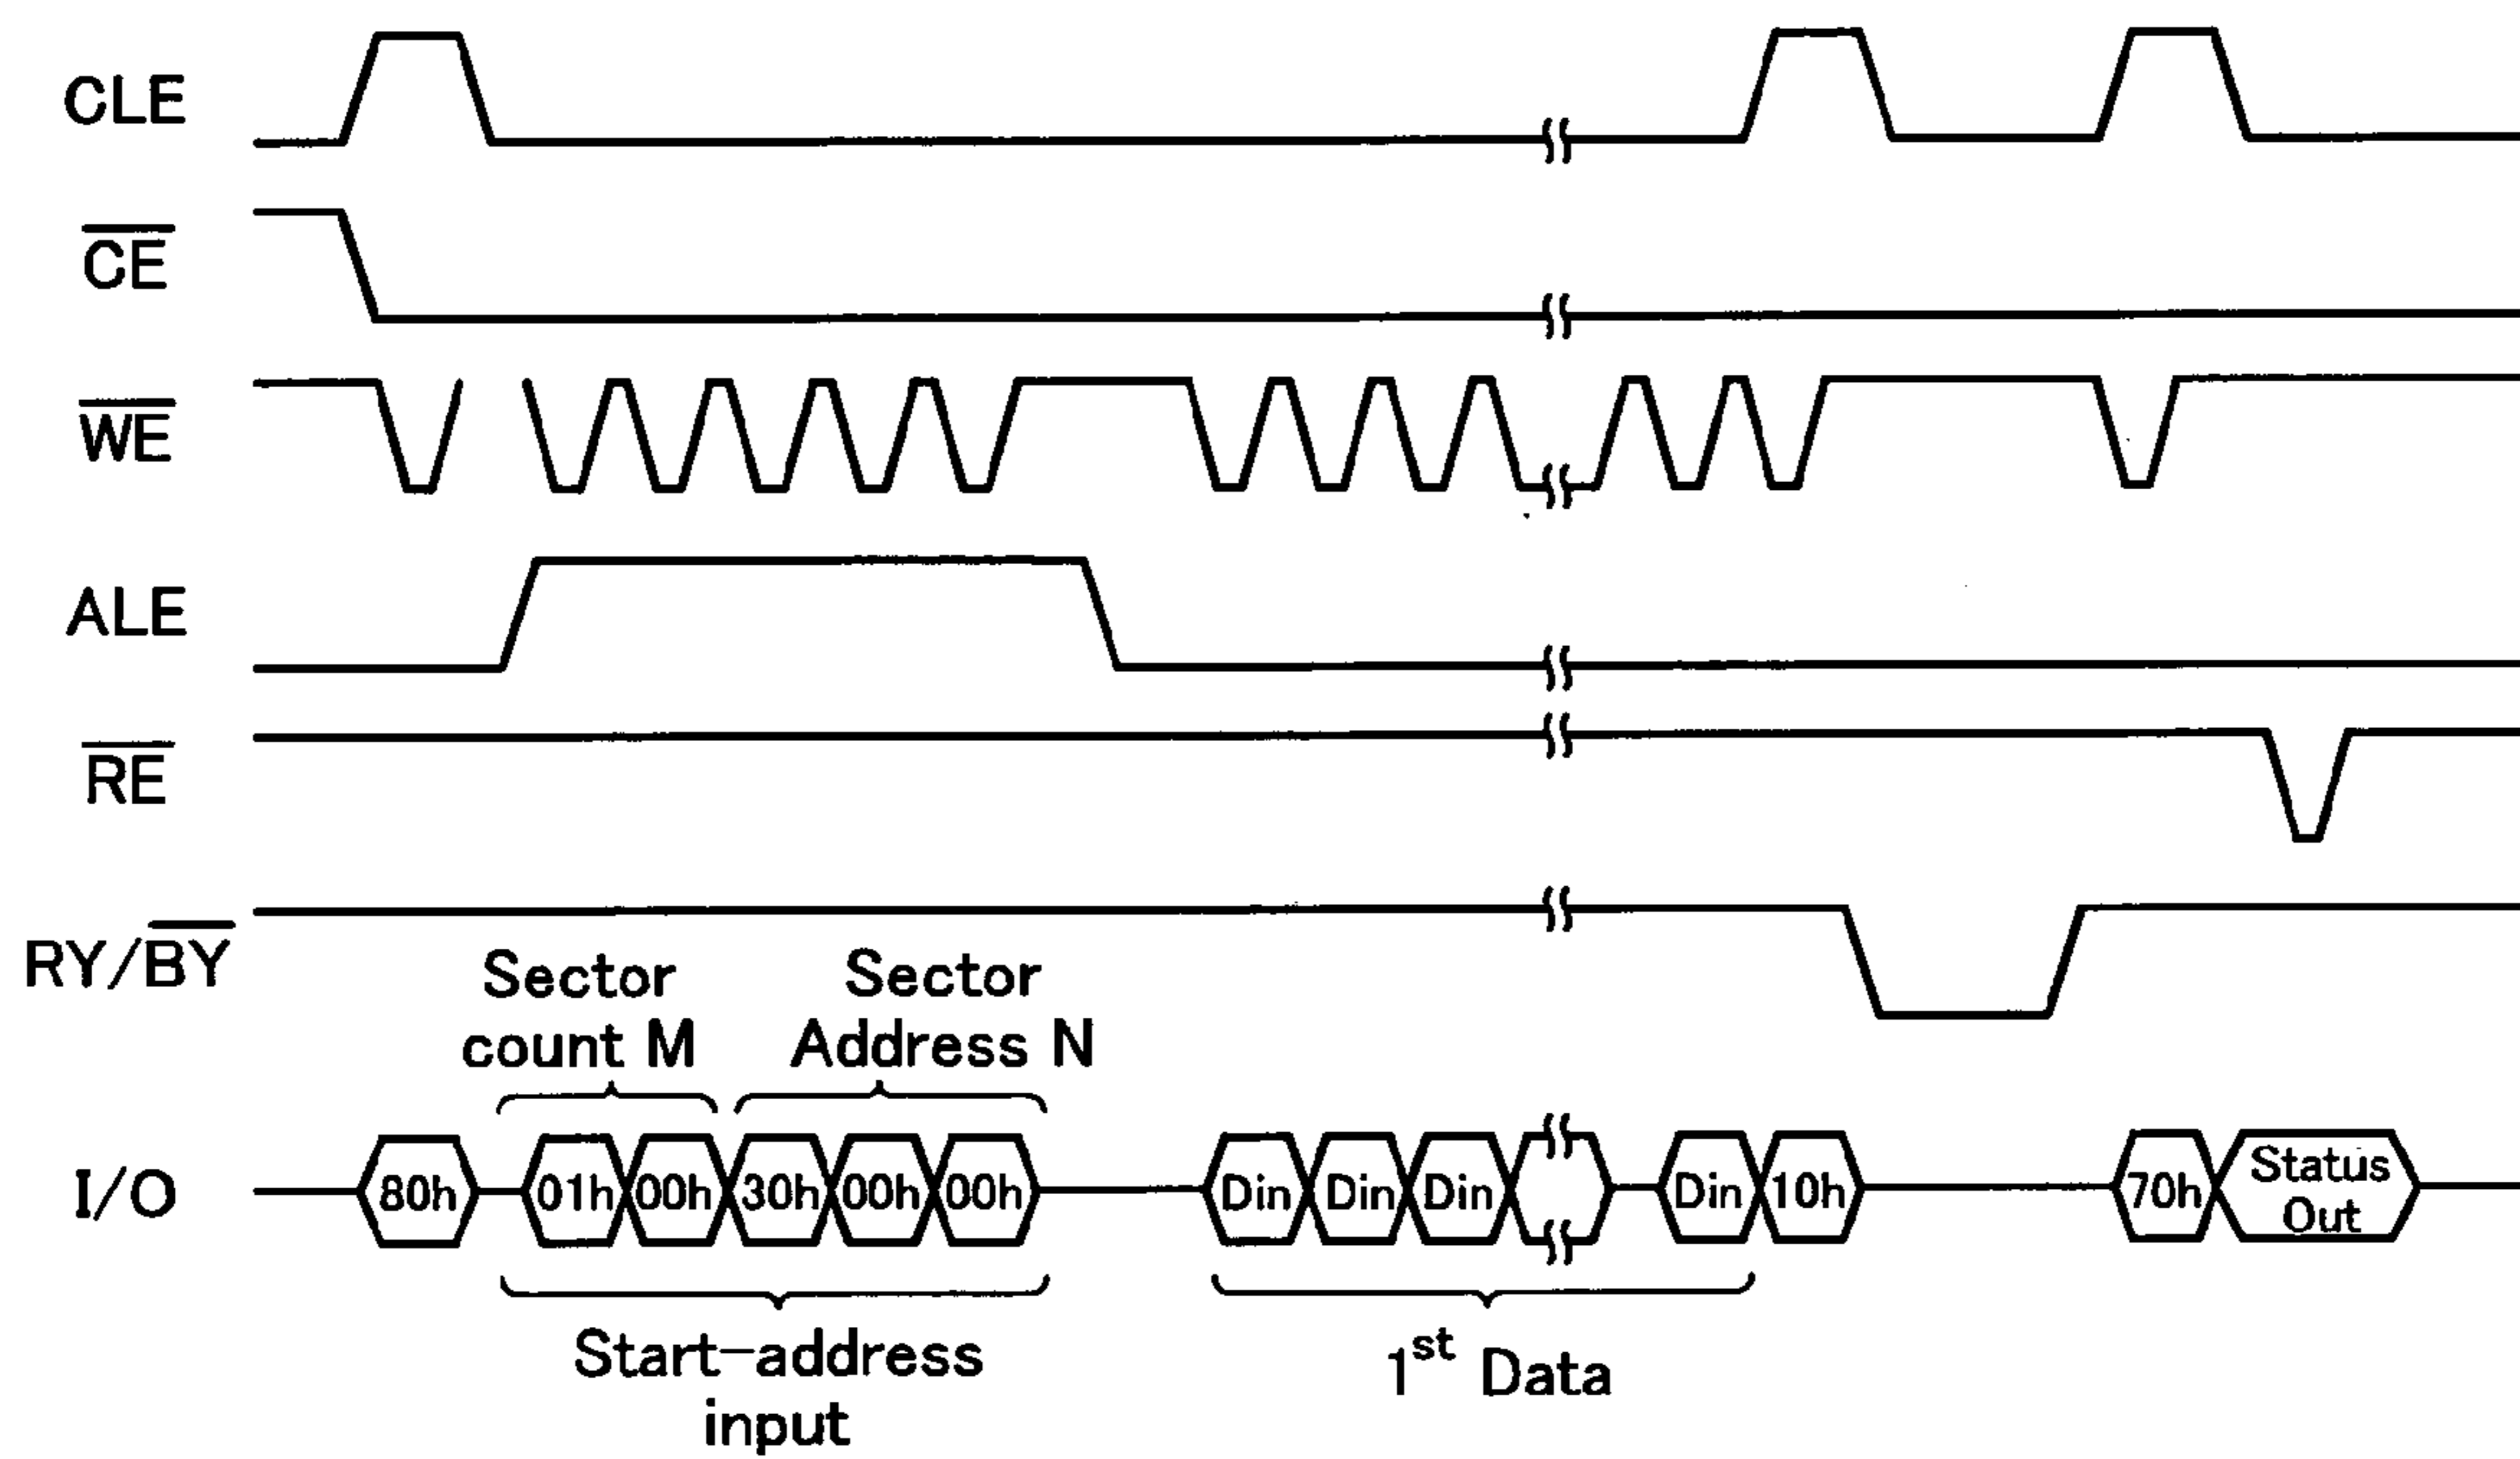 CLE
CE
WE
ALE
RE
RY/BY
Sector
count M
Sector
Address N
I/O
80h 01h 00h 30h 00h 00h Din Din Din Din 10h 70h Status
Out
Start-address
input
1st Data